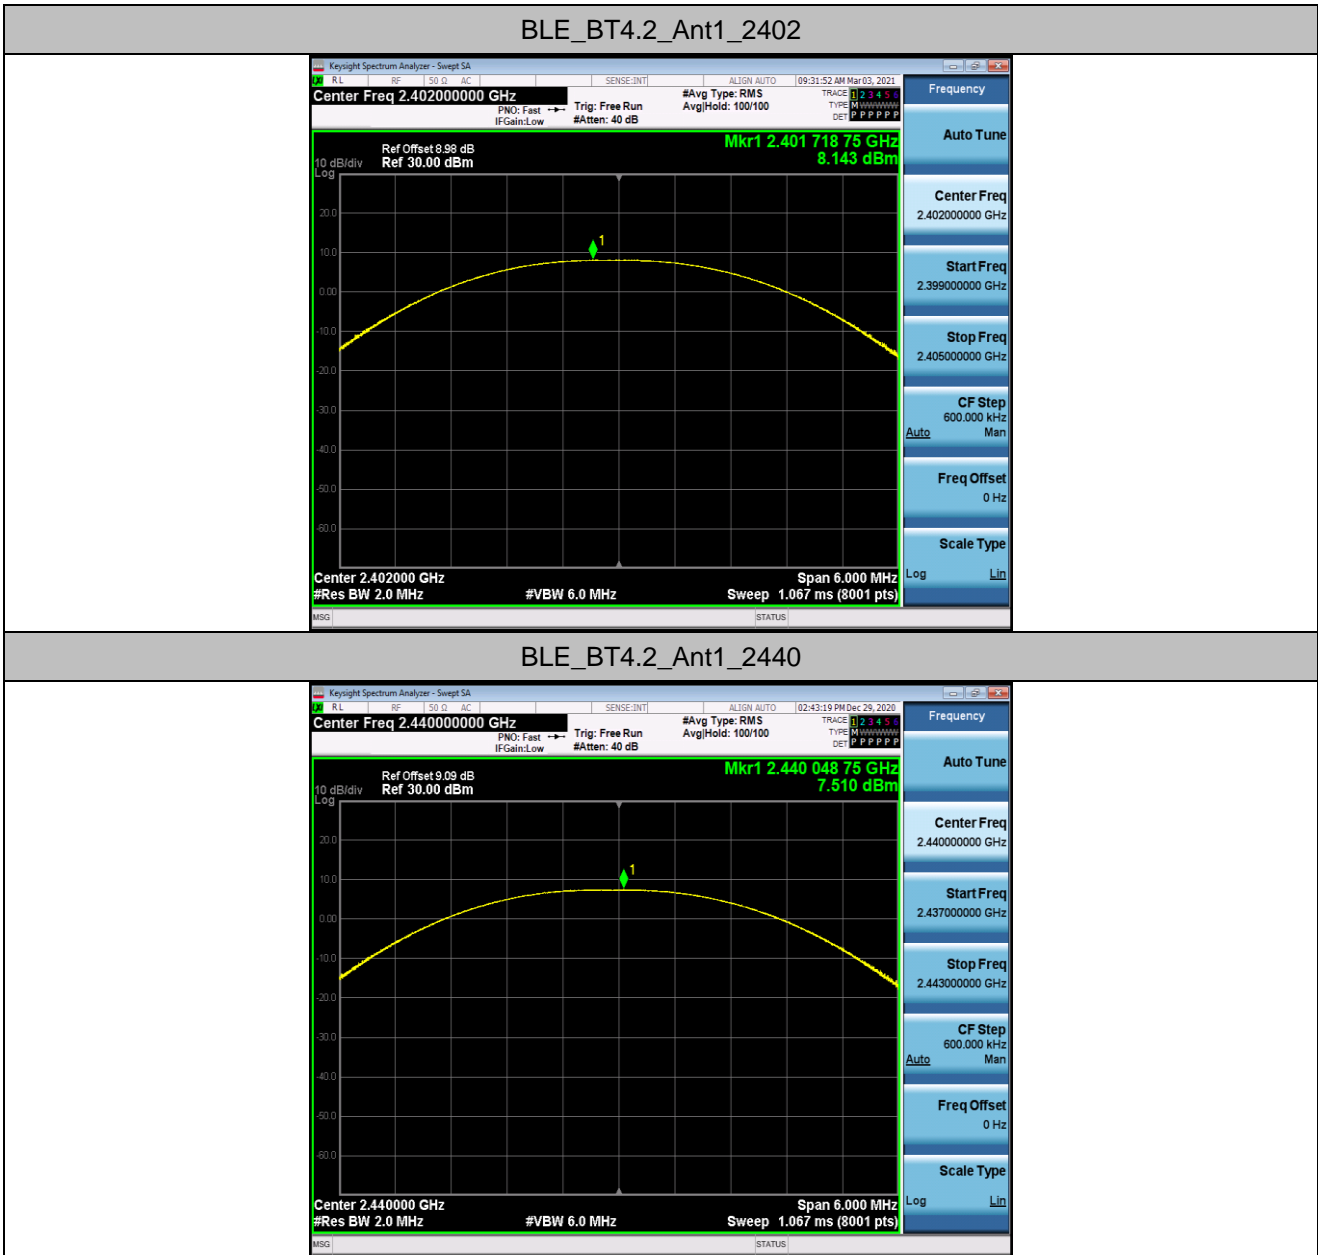 BLE_BT4.2_Ant1_2402
Keysight Spectrum Analyzer - Swept SA
RL RF 50 Ω AC SENSE:INT ALIGN AUTO 09:31:52 AM Mar 03, 2021
Center Freq 2.402000000 GHz
PNO: Fast
IFGain:Low
Trig: Free Run
#Atten: 40 dB
#Avg Type: RMS
Avg|Hold: 100/100
TRACE 1 2 3 4 5 6
TYPE M
DET P P P P P P
Frequency
Mkr1 2.401 718 75 GHz
8.143 dBm
Ref Offset 8.98 dB
10 dB/div Ref 30.00 dBm
Log
20.0
10.0
0.00
-10.0
-20.0
-30.0
-40.0
-50.0
-60.0
1
Center 2.402000 GHz Span 6.000 MHz
#Res BW 2.0 MHz #VBW 6.0 MHz Sweep 1.067 ms (8001 pts)
Auto Tune
Center Freq
2.402000000 GHz
Start Freq
2.399000000 GHz
Stop Freq
2.405000000 GHz
CF Step
600.000 kHz
Auto Man
Freq Offset
0 Hz
Scale Type
Log Lin
MSG STATUS
BLE_BT4.2_Ant1_2440
Keysight Spectrum Analyzer - Swept SA
RL RF 50 Ω AC SENSE:INT ALIGN AUTO 02:43:19 PM Dec 29, 2020
Center Freq 2.440000000 GHz
PNO: Fast
IFGain:Low
Trig: Free Run
#Atten: 40 dB
#Avg Type: RMS
Avg|Hold: 100/100
TRACE 1 2 3 4 5 6
TYPE M
DET P P P P P P
Frequency
Mkr1 2.440 048 75 GHz
7.510 dBm
Ref Offset 9.09 dB
10 dB/div Ref 30.00 dBm
Log
20.0
10.0
0.00
-10.0
-20.0
-30.0
-40.0
-50.0
-60.0
1
Center 2.440000 GHz Span 6.000 MHz
#Res BW 2.0 MHz #VBW 6.0 MHz Sweep 1.067 ms (8001 pts)
Auto Tune
Center Freq
2.440000000 GHz
Start Freq
2.437000000 GHz
Stop Freq
2.443000000 GHz
CF Step
600.000 kHz
Auto Man
Freq Offset
0 Hz
Scale Type
Log Lin
MSG STATUS